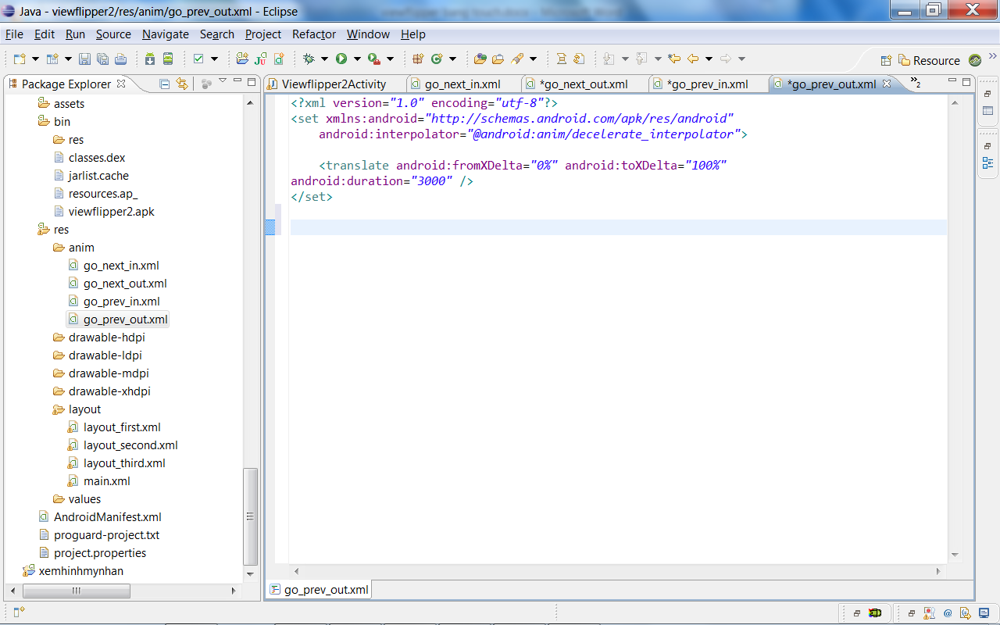 Java - viewflipper2/res/anim/go_prev_out.xml - Eclipse
File Edit Run Source Navigate Search Project Refactor Window Help
Resource
Package Explorer
Viewflipper2Activity go_next_in.xml *go_next_out.xml *go_prev_in.xml *go_prev_out.xml »2
assets
bin
res
classes.dex
jarlist.cache
resources.ap_
viewflipper2.apk
res
anim
go_next_in.xml
go_next_out.xml
go_prev_in.xml
go_prev_out.xml
drawable-hdpi
drawable-ldpi
drawable-mdpi
drawable-xhdpi
layout
layout_first.xml
layout_second.xml
layout_third.xml
main.xml
values
AndroidManifest.xml
proguard-project.txt
project.properties
xemhinhmynhan
<?xml version="1.0" encoding="utf-8"?>
<set xmlns:android="http://schemas.android.com/apk/res/android"
android:interpolator="@android:anim/decelerate_interpolator">
<translate android:fromXDelta="0%" android:toXDelta="100%"
android:duration="3000" />
</set>
go_prev_out.xml